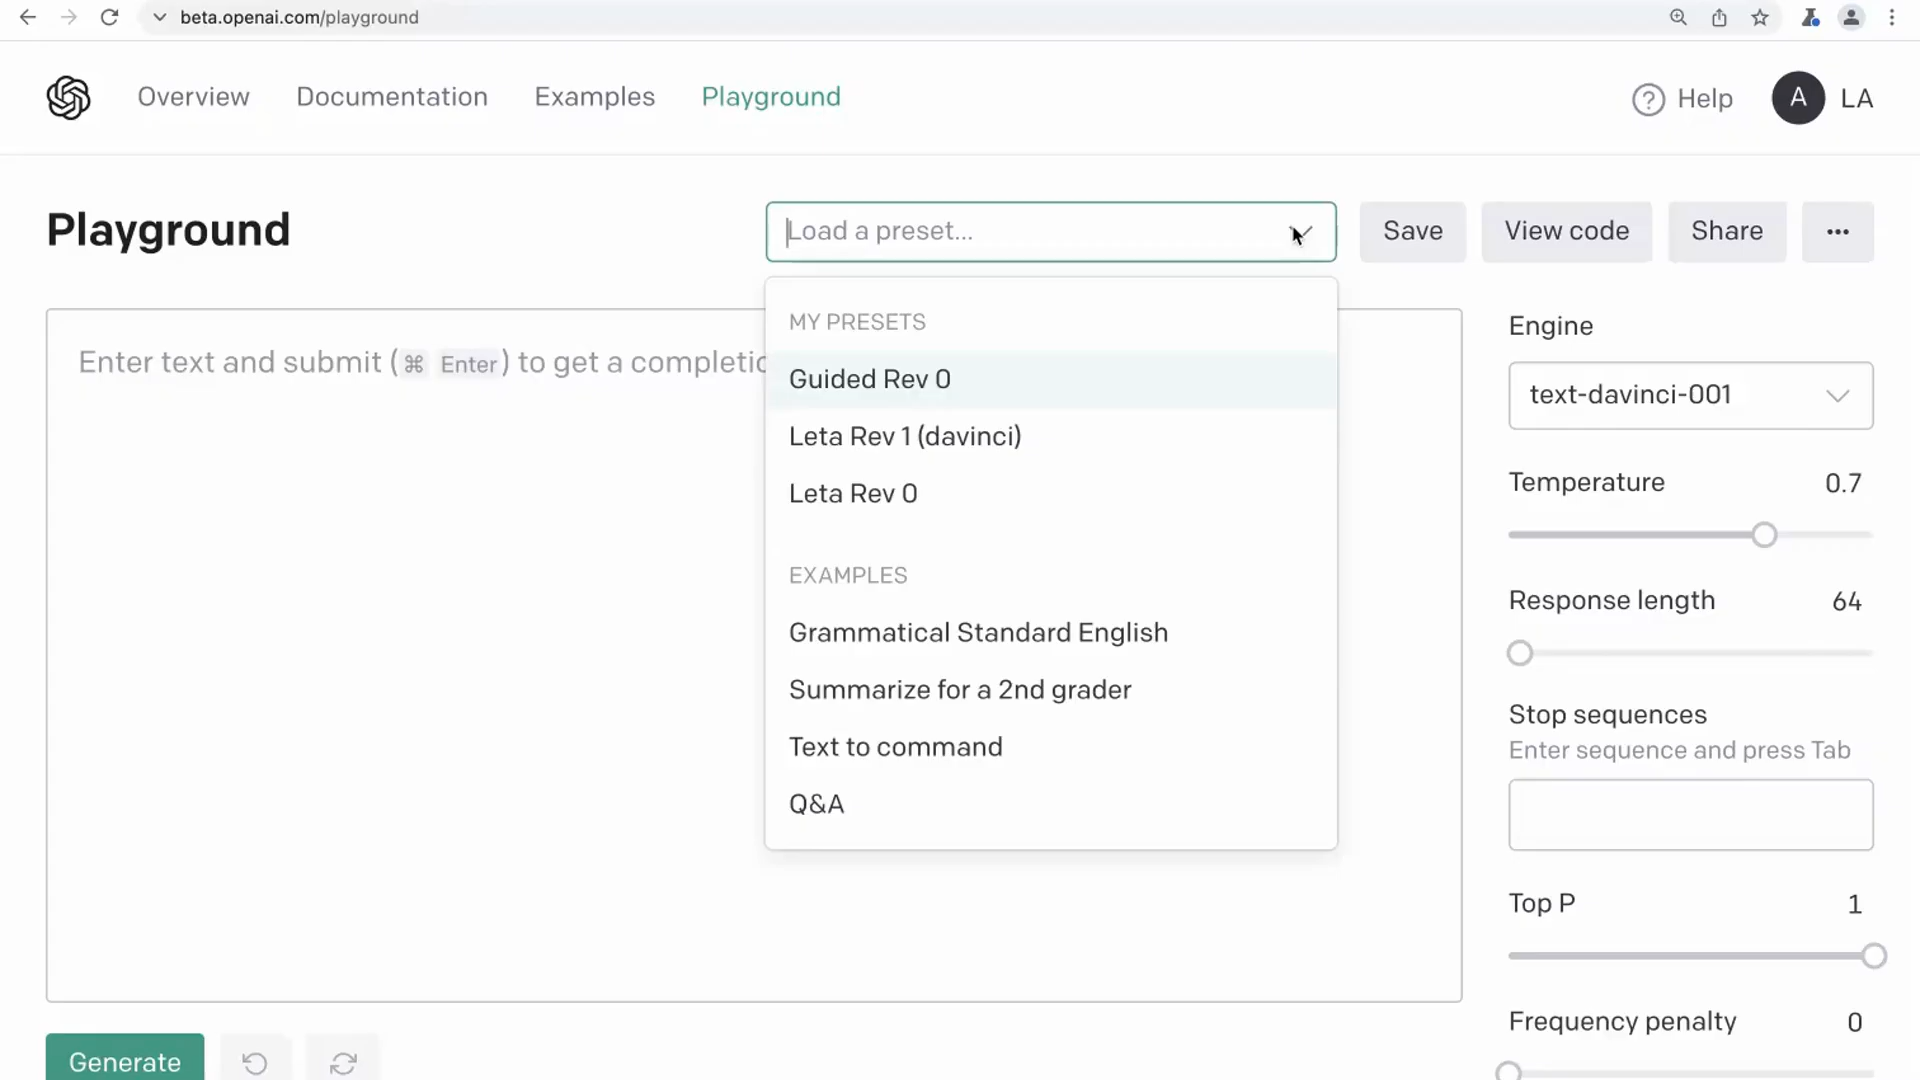 beta.openai.com/playground
Overview
Documentation
Examples
Playground
Help
A
LA
Playground
Load a preset...
Save
View code
Share
Enter text and submit (⌘ Enter) to get a
MY PRESETS
Guided Rev 0
Leta Rev 1 (davinci)
Leta Rev 0
EXAMPLES
Grammatical Standard English
Summarize for a 2nd grader
Text to command
Q&A
Engine
text-davinci-001
Temperature 0.7
Response length 64
Stop sequences
Enter sequence and press Tab
Top P 1
Frequency penalty 0
Generate